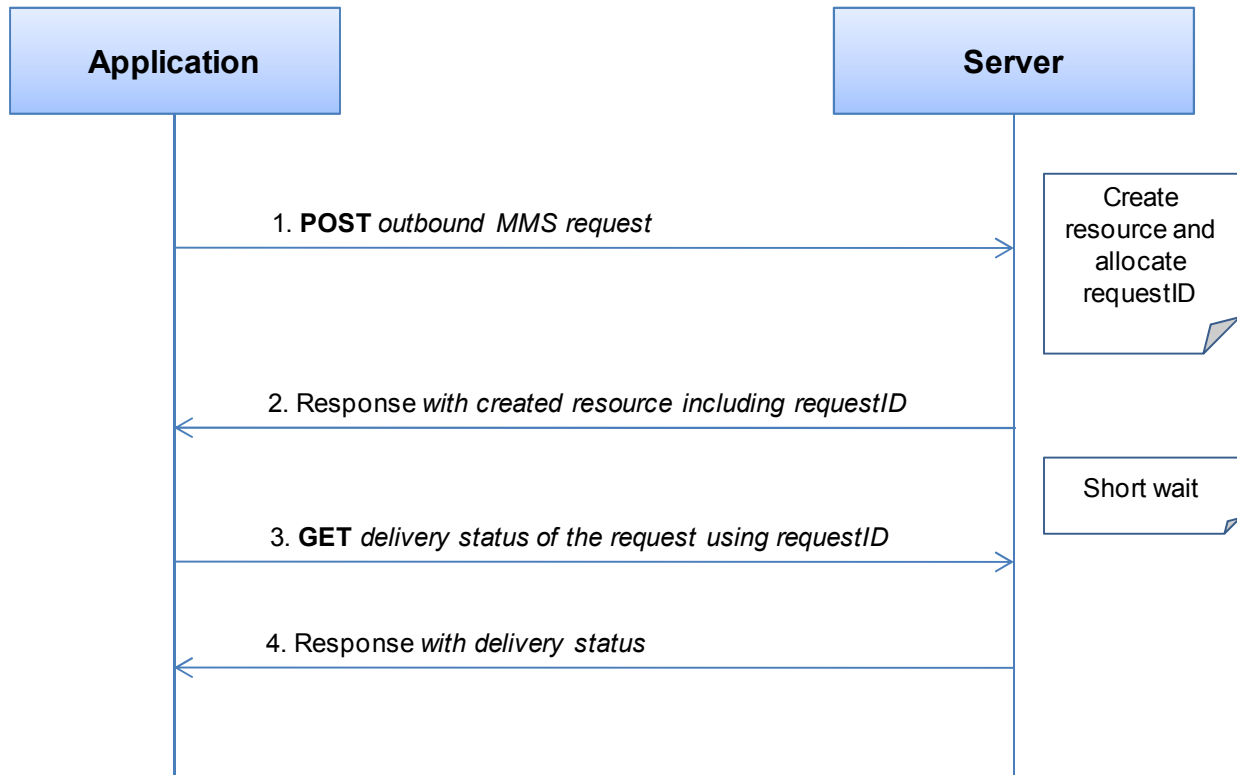 Application
Server
1. POST outbound MMS request
Create
resource and
allocate
requestID
2. Response with created resource including requestID
Short wait
3. GET delivery status of the request using requestID
4. Response with delivery status